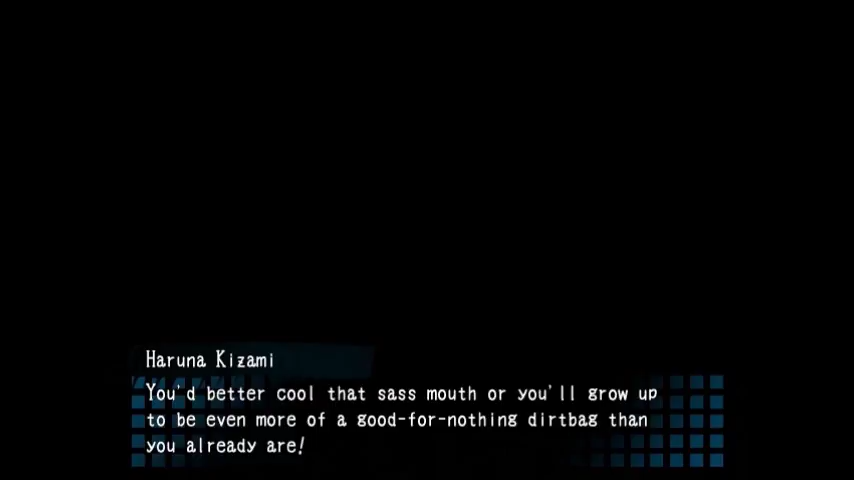 Haruna Kizami
You'd better cool that sass mouth or you'll grow up
to be even more of a good-for-nothing dirtbag than
you already are!